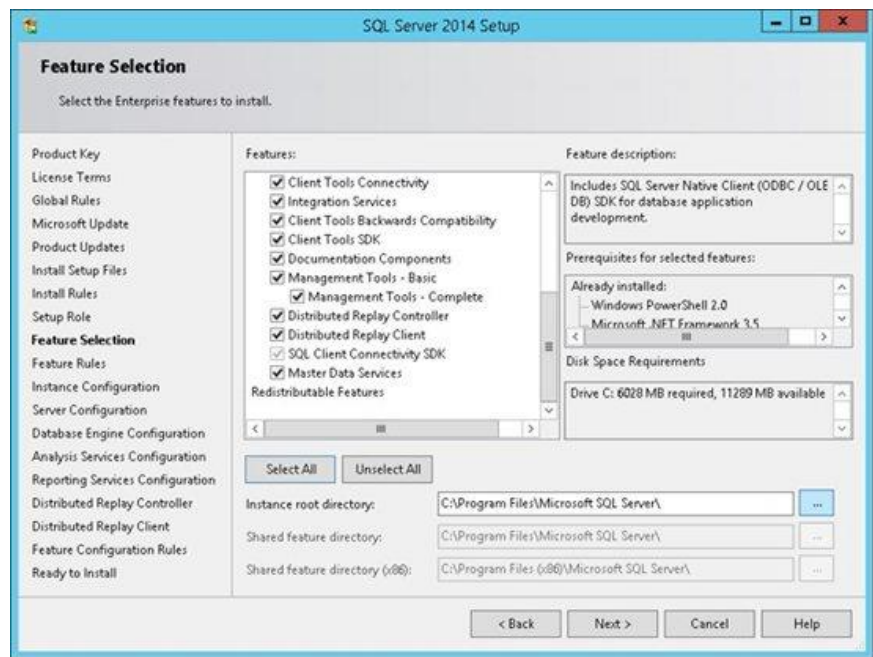 SQL Server 2014 Setup
Feature Selection
Select the Enterprise features to install.
Product Key
License Terms
Global Rules
Microsoft Update
Product Updates
Install Setup Files
Install Rules
Setup Role
Feature Selection
Feature Rules
Instance Configuration
Server Configuration
Database Engine Configuration
Analysis Services Configuration
Reporting Services Configuration
Distributed Replay Controller
Distributed Replay Client
Feature Configuration Rules
Ready to Install
Features:
Client Tools Connectivity
Integration Services
Client Tools Backwards Compatibility
Client Tools SDK
Documentation Components
Management Tools - Basic
Management Tools - Complete
Distributed Replay Controller
Distributed Replay Client
SQL Client Connectivity SDK
Master Data Services
Redistributable Features
Feature description:
Includes SQL Server Native Client (ODBC / OLE
DB) SDK for database application
development.
Prerequisites for selected features:
Already installed:
Windows PowerShell 2.0
Microsoft .NET Framework 3.5
Disk Space Requirements
Drive C: 6028 MB required, 11289 MB available
Select All
Unselect All
Instance root directory:
C:\Program Files\Microsoft SQL Server\
...
Shared feature directory:
C:\Program Files\Microsoft SQL Server\
...
Shared feature directory (x86):
C:\Program Files (x86)\Microsoft SQL Server\
...
< Back
Next >
Cancel
Help